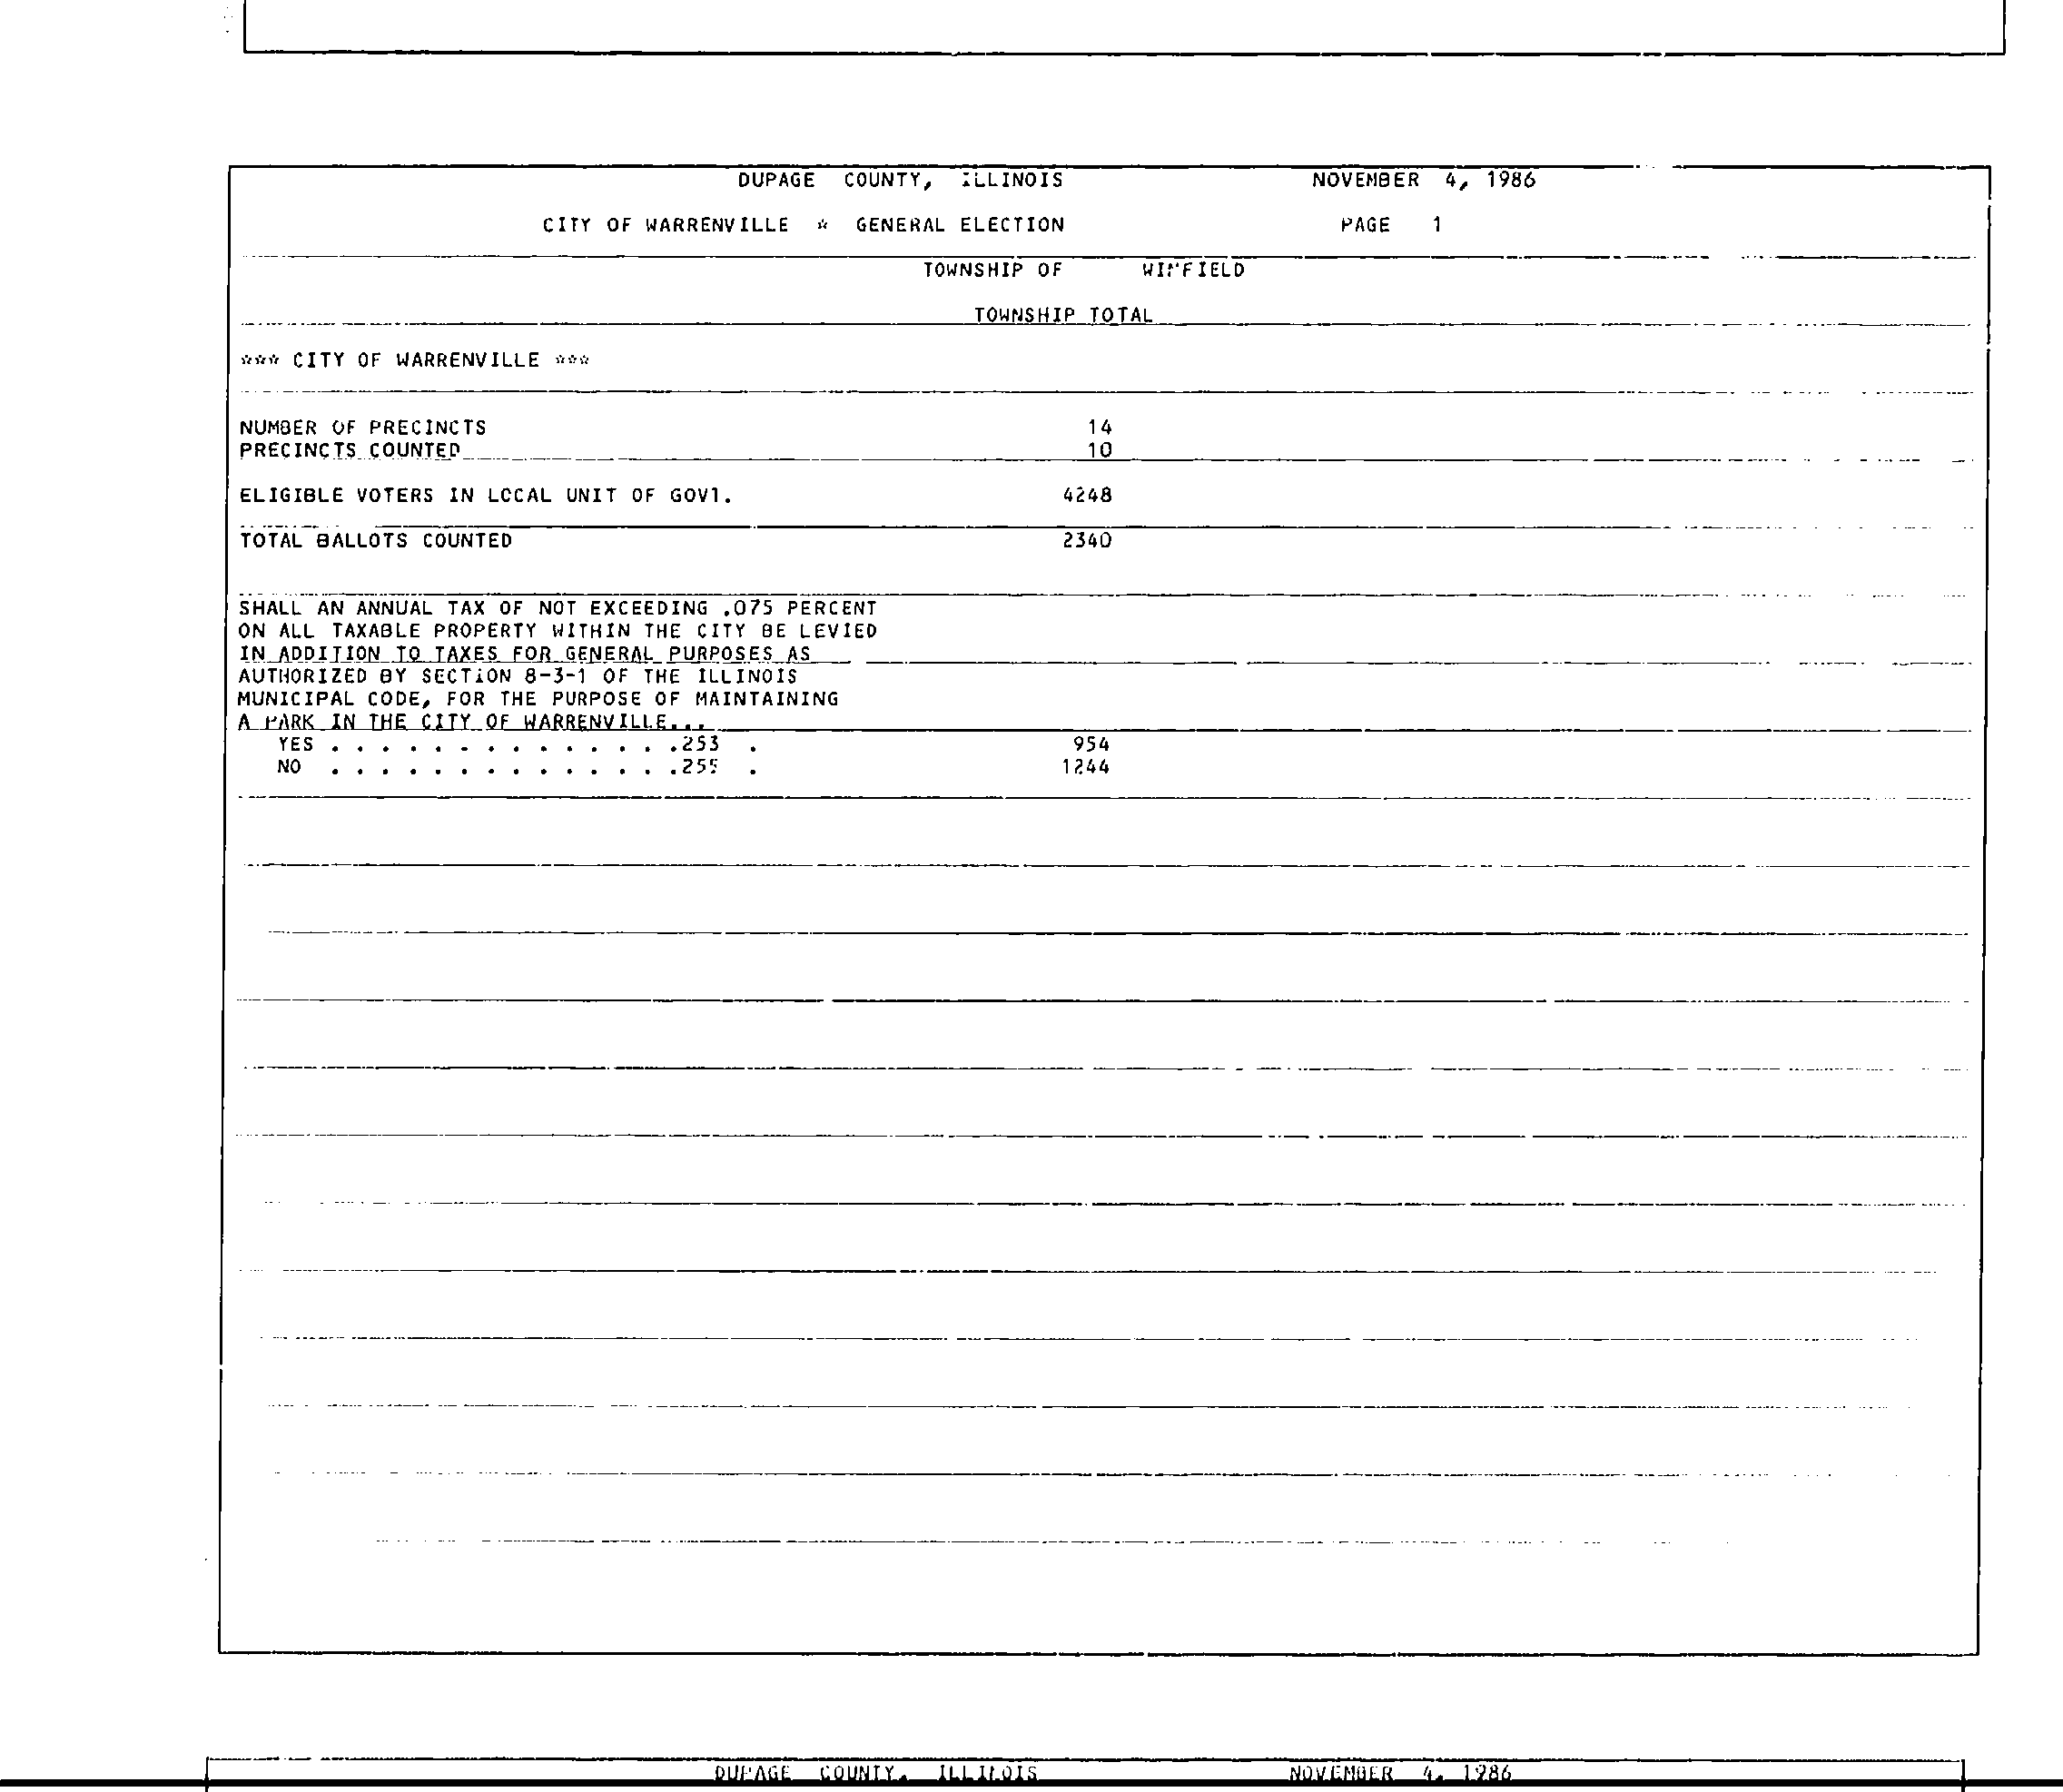 DUPAGE COUNTY, ILLINOIS NOVEMBER 4, 1986
CITY OF WARRENVILLE * GENERAL ELECTION PAGE 1
TOWNSHIP OF WINFIELD
TOWNSHIP TOTAL
*** CITY OF WARRENVILLE ***
NUMBER OF PRECINCTS 14
PRECINCTS COUNTED 10
ELIGIBLE VOTERS IN LOCAL UNIT OF GOVT. 4248
TOTAL BALLOTS COUNTED 2340
SHALL AN ANNUAL TAX OF NOT EXCEEDING .075 PERCENT
ON ALL TAXABLE PROPERTY WITHIN THE CITY BE LEVIED
IN ADDITION TO TAXES FOR GENERAL PURPOSES AS
AUTHORIZED BY SECTION 8-3-1 OF THE ILLINOIS
MUNICIPAL CODE, FOR THE PURPOSE OF MAINTAINING
A PARK IN THE CITY OF WARRENVILLE...
YES . . . . . . . . . . . . . .253 . 954
NO . . . . . . . . . . . . . .255 . 1244
DUPAGE COUNTY, ILLINOIS NOVEMBER 4, 1986